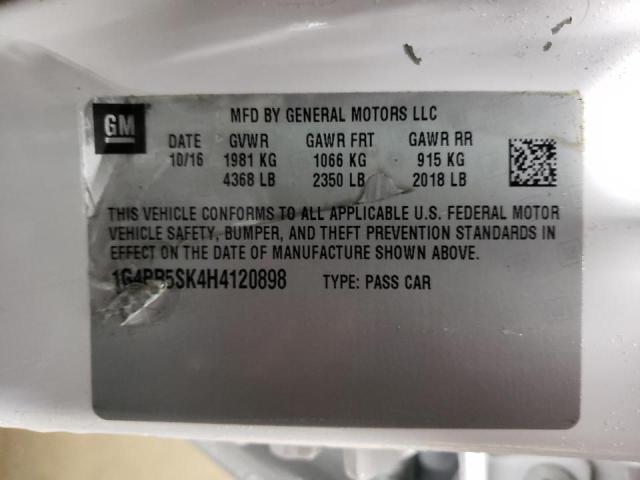 GM
MFD BY GENERAL MOTORS LLC
DATE GVWR GAWR FRT GAWR RR
10/16 1981 KG 1066 KG 915 KG
4368 LB 2350 LB 2018 LB
THIS VEHICLE CONFORMS TO ALL APPLICABLE U.S. FEDERAL MOTOR
VEHICLE SAFETY, BUMPER, AND THEFT PREVENTION STANDARDS IN
EFFECT ON THE DATE OF MANUFACTURE SHOWN ABOVE.
TYPE: PASS CAR